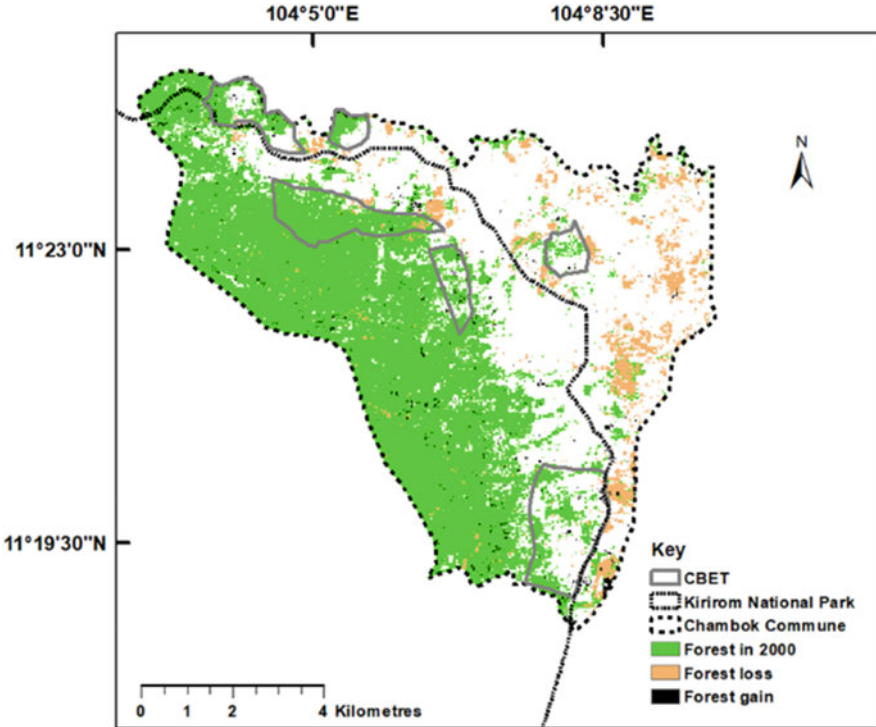 104°5'0"E 104°8'30"E
N
11°23'0"N
11°19'30"N
Key
CBET
Kirirom National Park
Chambok Commune
Forest in 2000
Forest loss
Forest gain
0 1 2 4 Kilometres